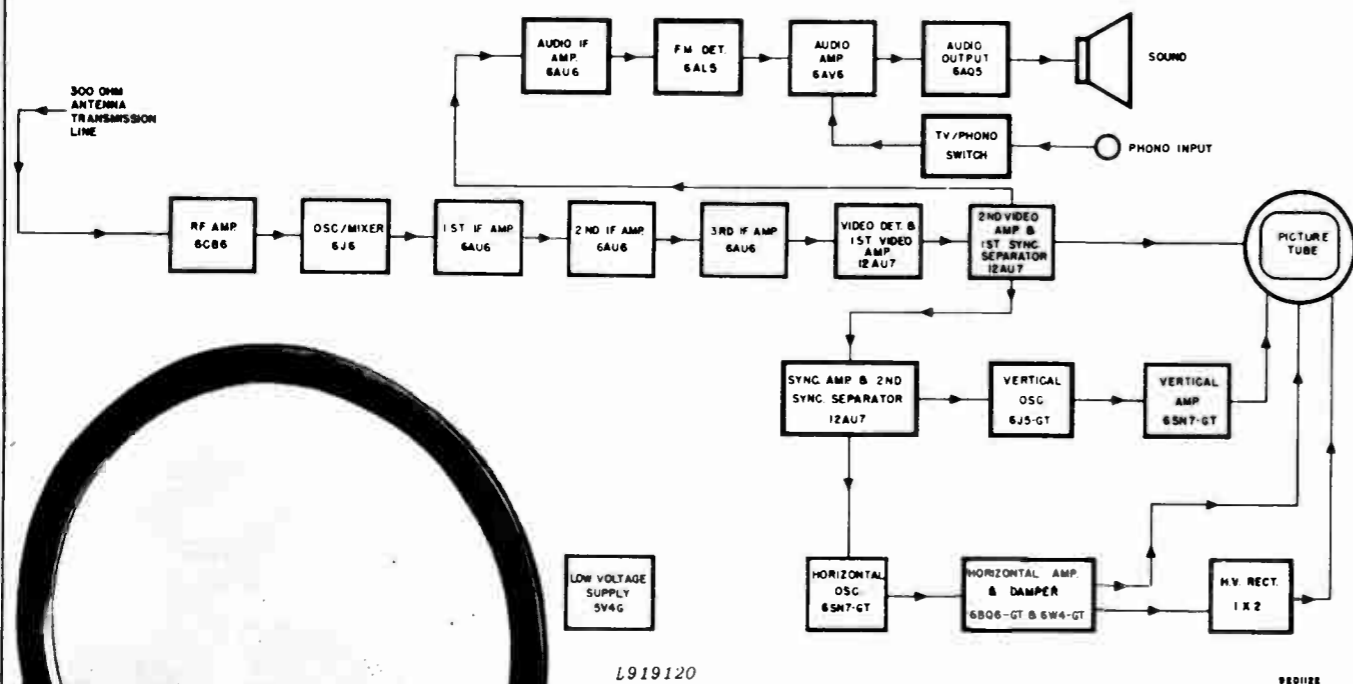 AUDIO IF
AMP.
6AU6
F.M. DET.
6AL5
AUDIO
AMP
6AV6
AUDIO
OUTPUT
6AQ5
SOUND
300 OHM
ANTENNA
TRANSMISSION
LINE
TV/PHONO
SWITCH
PHONO INPUT
RF AMP.
6CB6
OSC/MIXER
6J6
1ST IF AMP.
6AU6
2ND IF AMP.
6AU6
3RD IF AMP.
6AU6
VIDEO DET. &
1ST VIDEO
AMP.
12AU7
2ND VIDEO
AMP &
1ST SYNC.
SEPARATOR
12AU7
PICTURE
TUBE
SYNC. AMP & 2ND
SYNC. SEPARATOR
12AU7
VERTICAL
OSC
6J5-GT
VERTICAL
AMP
6SN7-GT
LOW VOLTAGE
SUPPLY
5V4G
HORIZONTAL
OSC
6SN7-GT
HORIZONTAL AMP.
& DAMPER
6BQ6-GT & 6W4-GT
H.V. RECT.
1X2
L919120